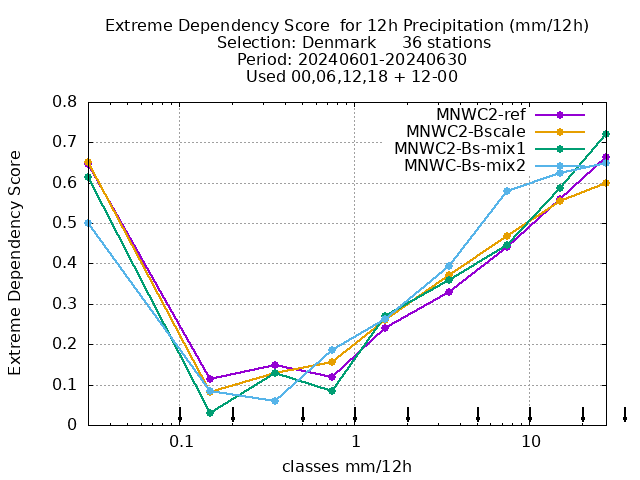 Extreme Dependency Score  for 12h Precipitation (mm/12h)
Selection: Denmark     36 stations
Period: 20240601-20240630
Used 00,06,12,18 + 12-00
MNWC2-ref
MNWC2-Bscale
MNWC2-Bs-mix1
MNWC-Bs-mix2
Extreme Dependency Score
0.8
0.7
0.6
0.5
0.4
0.3
0.2
0.1
0
0.1 1 10
classes mm/12h